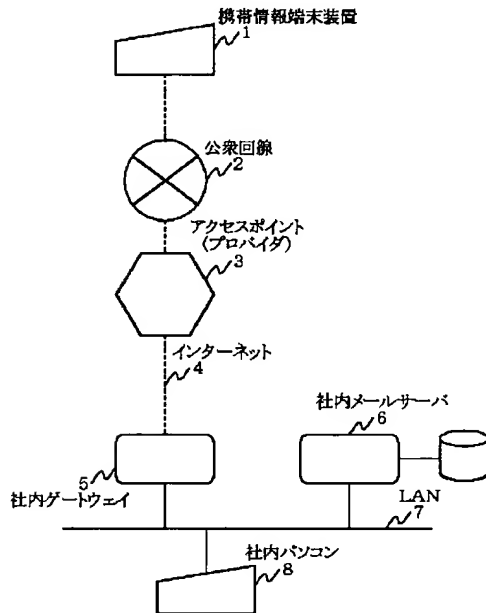 携帯情報端末装置
1
公衆回線
2
アクセスポイント
(プロバイダ)
3
インターネット
4
社内メールサーバ
6
5
社内ゲートウェイ
LAN
7
社内パソコン
8